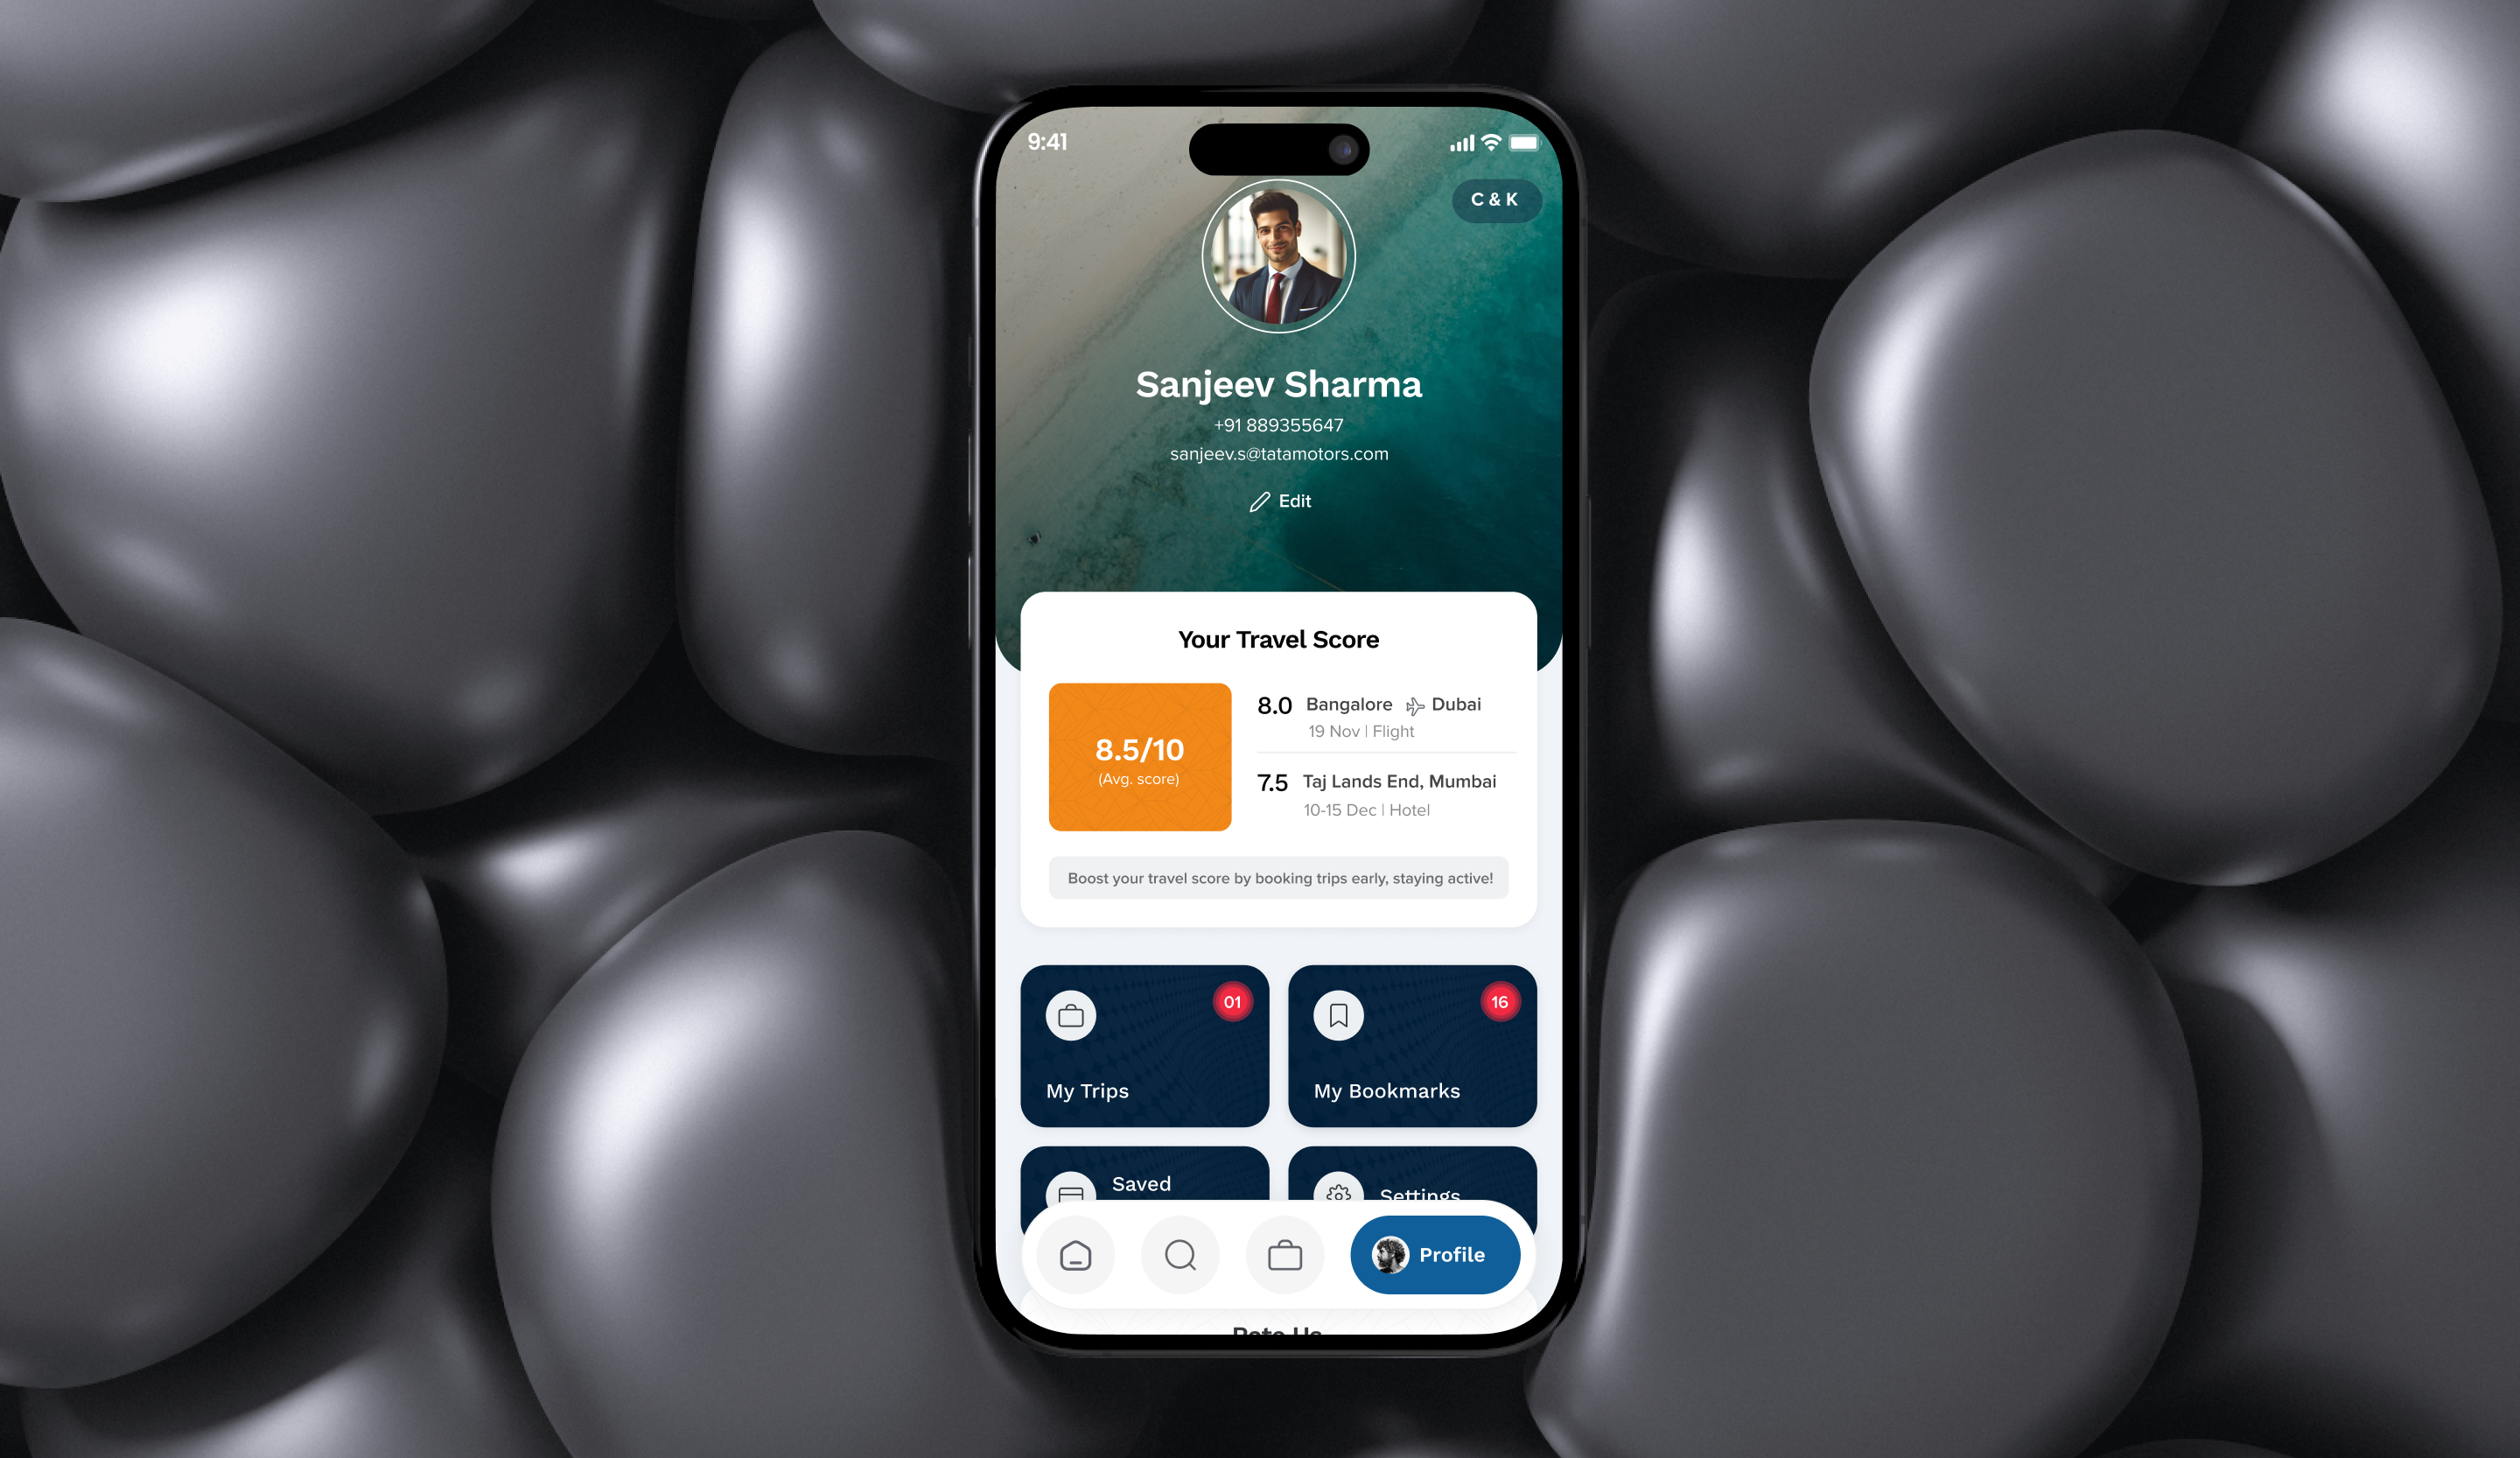 9:41
C & K
Sanjeev Sharma
+91 889355647
sanjeev.s@tatamotors.com
Edit
Your Travel Score
8.5/10
(Avg. score)
8.0 Bangalore Dubai
19 Nov | Flight
7.5 Taj Lands End, Mumbai
10-15 Dec | Hotel
Boost your travel score by booking trips early, staying active!
01
My Trips
16
My Bookmarks
Saved
Settings
Profile
Rate Us